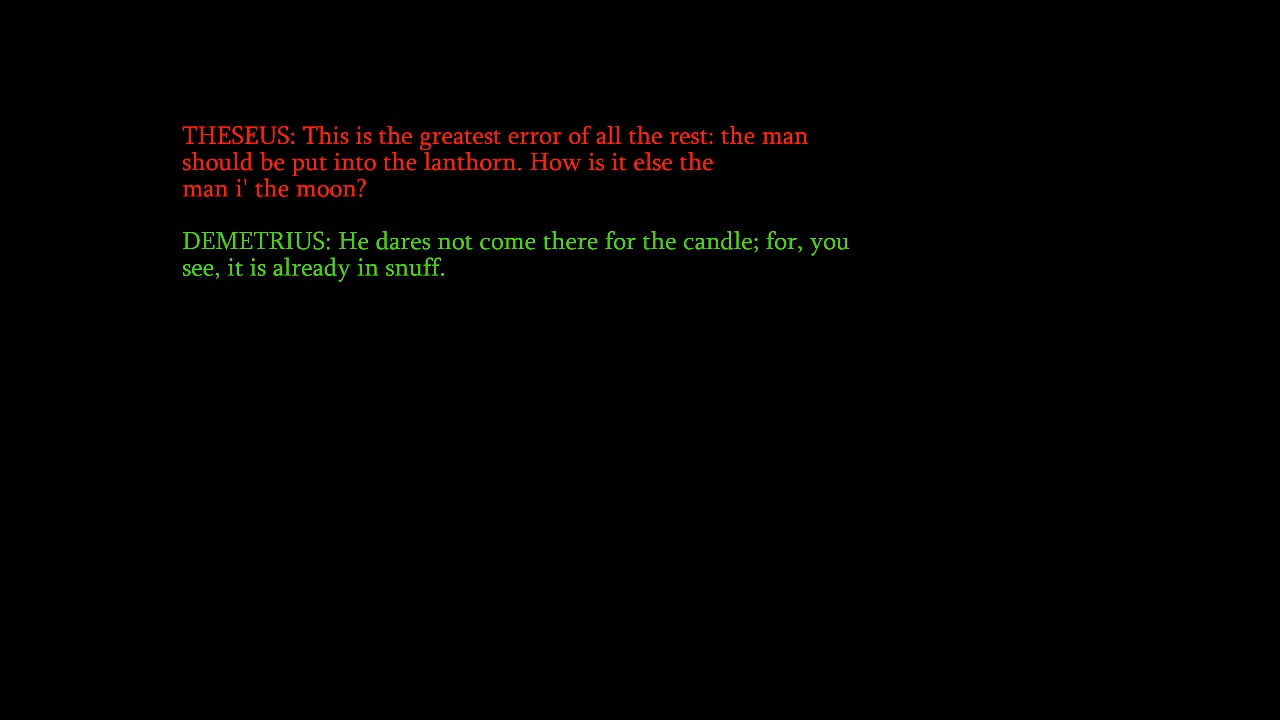 THESEUS: This is the greatest error of all the rest: the man
should be put into the lanthorn. How is it else the
man i' the moon?
DEMETRIUS: He dares not come there for the candle; for, you
see, it is already in snuff.